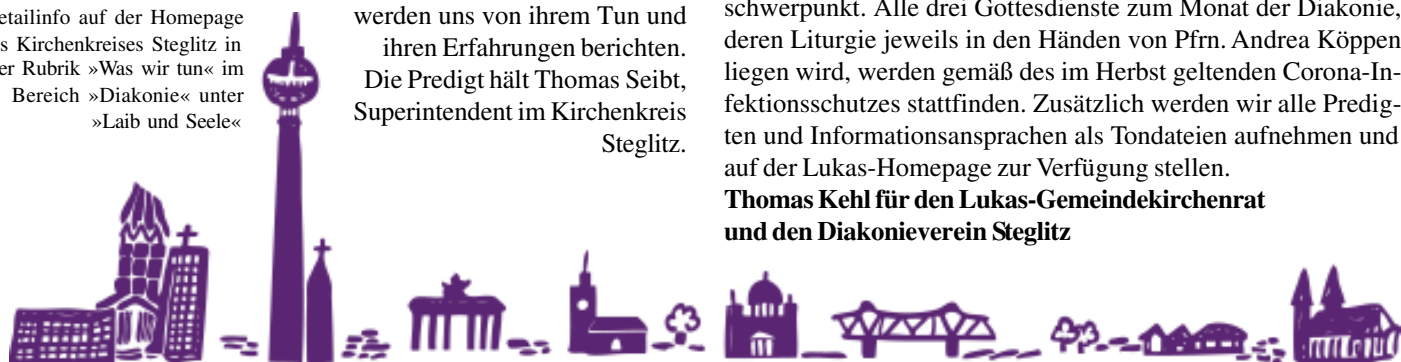 etailinfo auf der Homepage
s Kirchenkreises Steglitz in
er Rubrik »Was wir tun« im
Bereich »Diakonie« unter
»Laib und Seele«
werden uns von ihrem Tun und
ihren Erfahrungen berichten.
Die Predigt hält Thomas Seibt,
Superintendent im Kirchenkreis
Steglitz.
schwerpunkt. Alle drei Gottesdienste zum Monat der Diakonie,
deren Liturgie jeweils in den Händen von Pfrn. Andrea Köppen
liegen wird, werden gemäß des im Herbst geltenden Corona-In-
fektionsschutzes stattfinden. Zusätzlich werden wir alle Predig-
ten und Informationsansprachen als Tondateien aufnehmen und
auf der Lukas-Homepage zur Verfügung stellen.
Thomas Kehl für den Lukas-Gemeindekirchenrat
und den Diakonieverein Steglitz